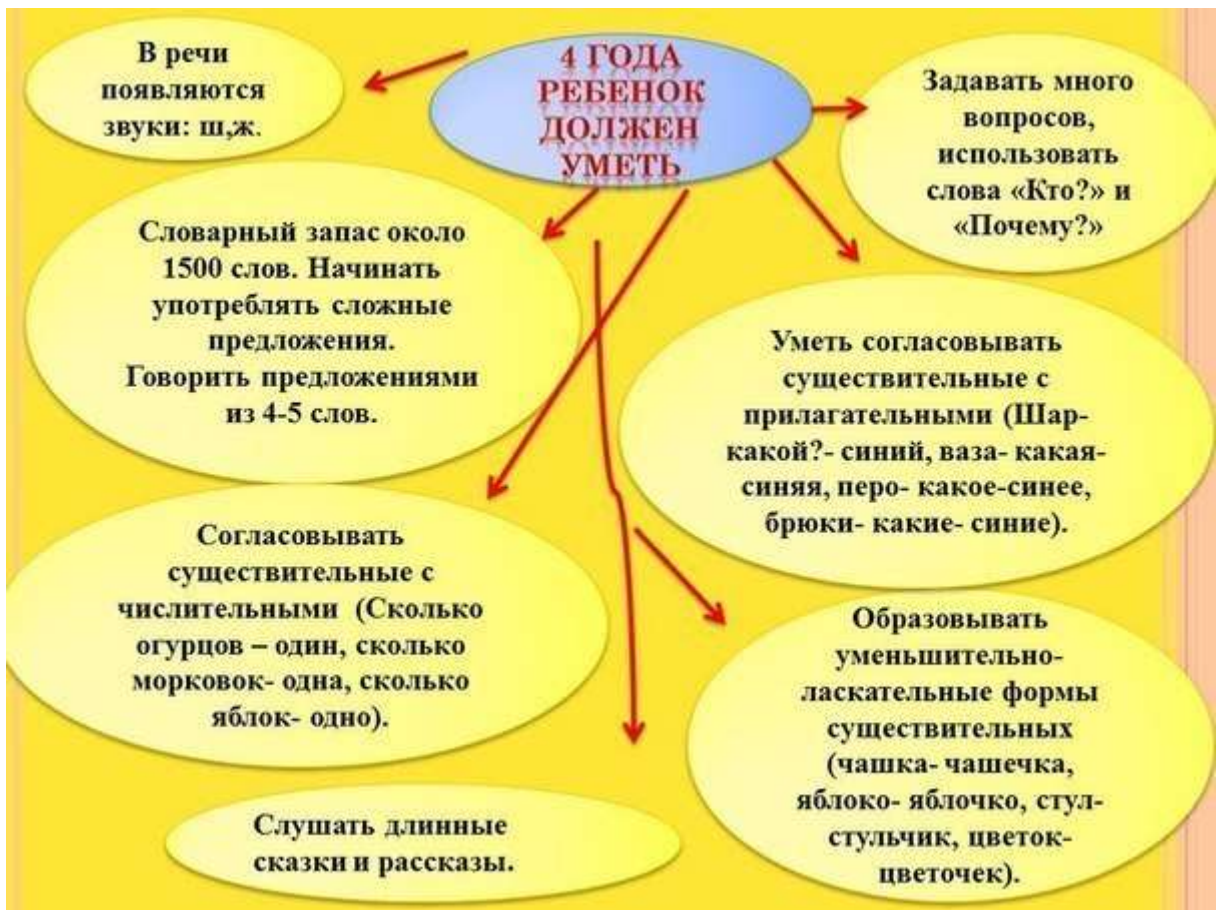 4 ГОДА
РЕБЕНОК
ДОЛЖЕН
УМЕТЬ
В речи
появляются
звуки: ш,ж.
Задавать много
вопросов,
использовать
слова «Кто?» и
«Почему?»
Словарный запас около
1500 слов. Начинать
употреблять сложные
предложения.
Говорить предложениями
из 4-5 слов.
Уметь согласовывать
существительные с
прилагательными (Шар-
какой?- синий, ваза- какая-
синяя, перо- какое-синее,
брюки- какие- синие).
Согласовывать
существительные с
числительными (Сколько
огурцов – один, сколько
морковок- одна, сколько
яблок- одно).
Образовывать
уменьшительно-
ласкательные формы
существительных
(чашка- чашечка,
яблоко- яблочко, стул-
стульчик, цветок-
цветочек).
Слушать длинные
сказки и рассказы.